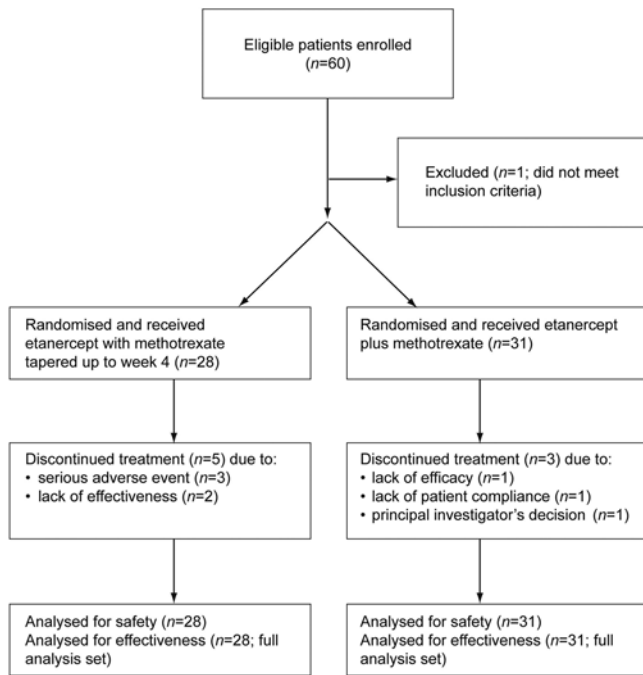 Eligible patients enrolled
(n=60)
Excluded (n=1; did not meet
inclusion criteria)
Randomised and received
etanercept with methotrexate
tapered up to week 4 (n=28)
Randomised and received etanercept
plus methotrexate (n=31)
Discontinued treatment (n=5) due to:
• serious adverse event (n=3)
• lack of effectiveness (n=2)
Discontinued treatment (n=3) due to:
• lack of efficacy (n=1)
• lack of patient compliance (n=1)
• principal investigator's decision (n=1)
Analysed for safety (n=28)
Analysed for effectiveness (n=28; full
analysis set)
Analysed for safety (n=31)
Analysed for effectiveness (n=31; full
analysis set)